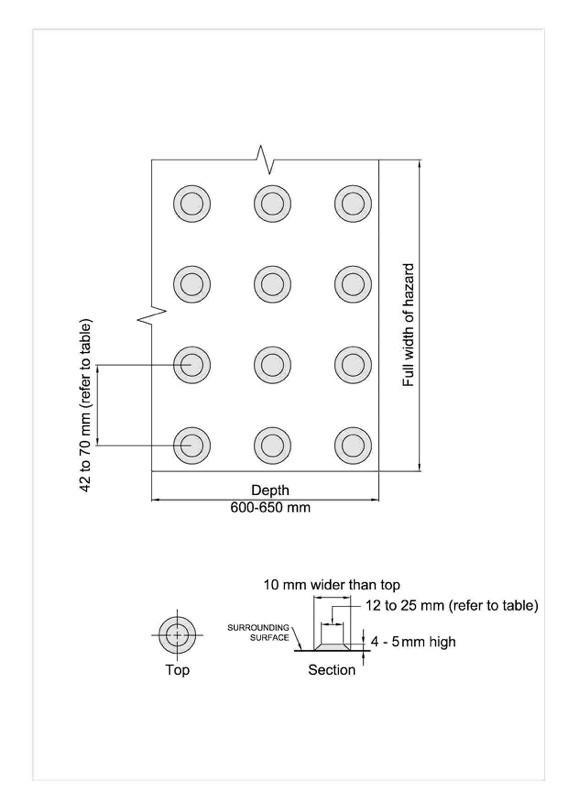 Full width of hazard
42 to 70 mm (refer to table)
Depth
600-650 mm
10 mm wider than top
12 to 25 mm (refer to table)
SURROUNDING
SURFACE
4 - 5 mm high
Top
Section